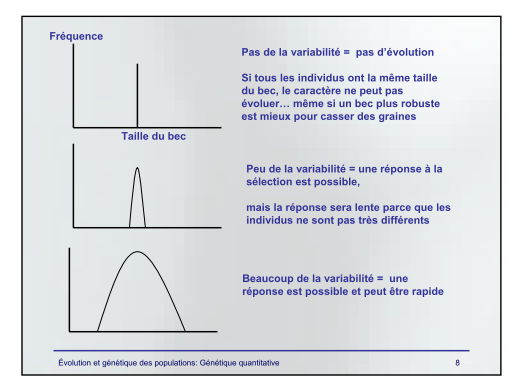 Fréquence
Pas de la variabilité = pas d'évolution
Si tous les individus ont la même taille
du bec, le caractère ne peut pas
évoluer… même si un bec plus robuste
est mieux pour casser des graines
Taille du bec
Peu de la variabilité = une réponse à la
sélection est possible,
mais la réponse sera lente parce que les
individus ne sont pas très différents
Beaucoup de la variabilité = une
réponse est possible et peut être rapide
Évolution et génétique des populations: Génétique quantitative 8